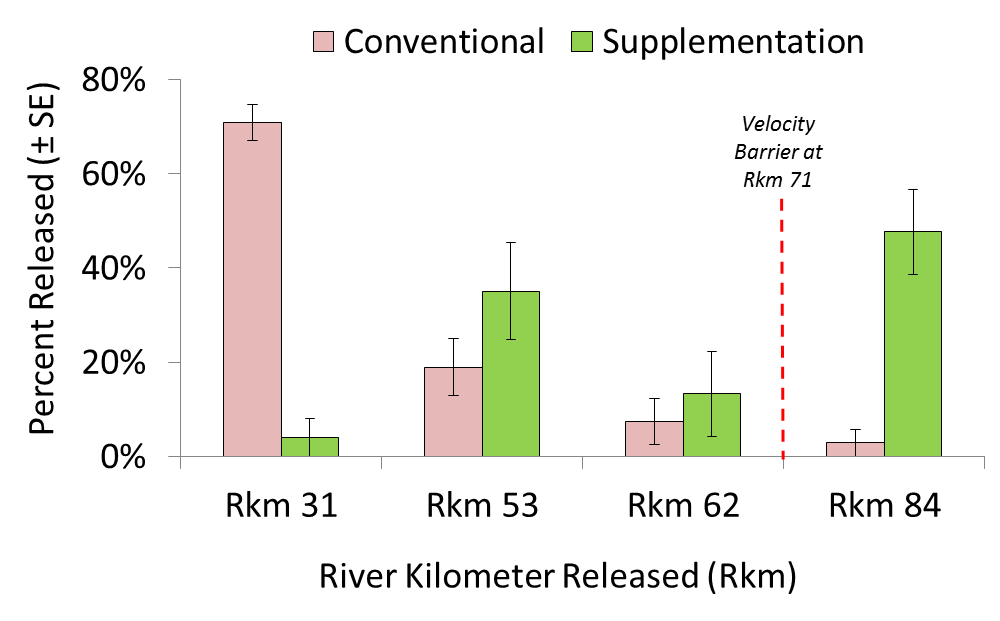 Conventional Supplementation
Percent Released (± SE)
80%
60%
40%
20%
0%
Velocity
Barrier at
Rkm 71
Rkm 31 Rkm 53 Rkm 62 Rkm 84
River Kilometer Released (Rkm)